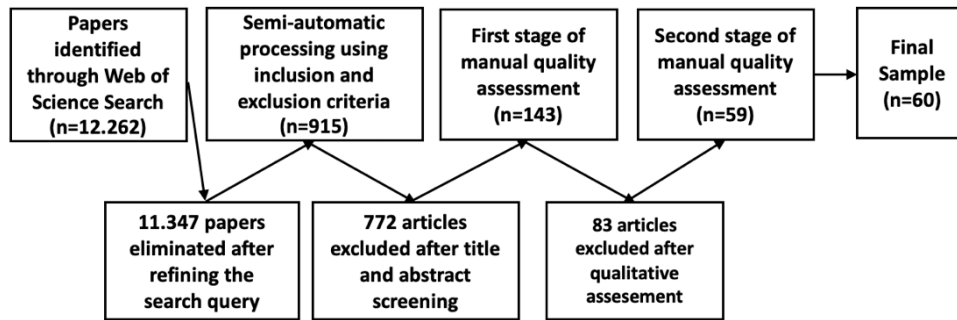 Papers
identified
through Web of
Science Search
(n=12.262)
Semi-automatic
processing using
inclusion and
exclusion criteria
(n=915)
First stage of
manual quality
assessment
(n=143)
Second stage of
manual quality
assessment
(n=59)
Final
Sample
(n=60)
11.347 papers
eliminated after
refining the
search query
772 articles
excluded after title
and abstract
screening
83 articles
excluded after
qualitative
assesement